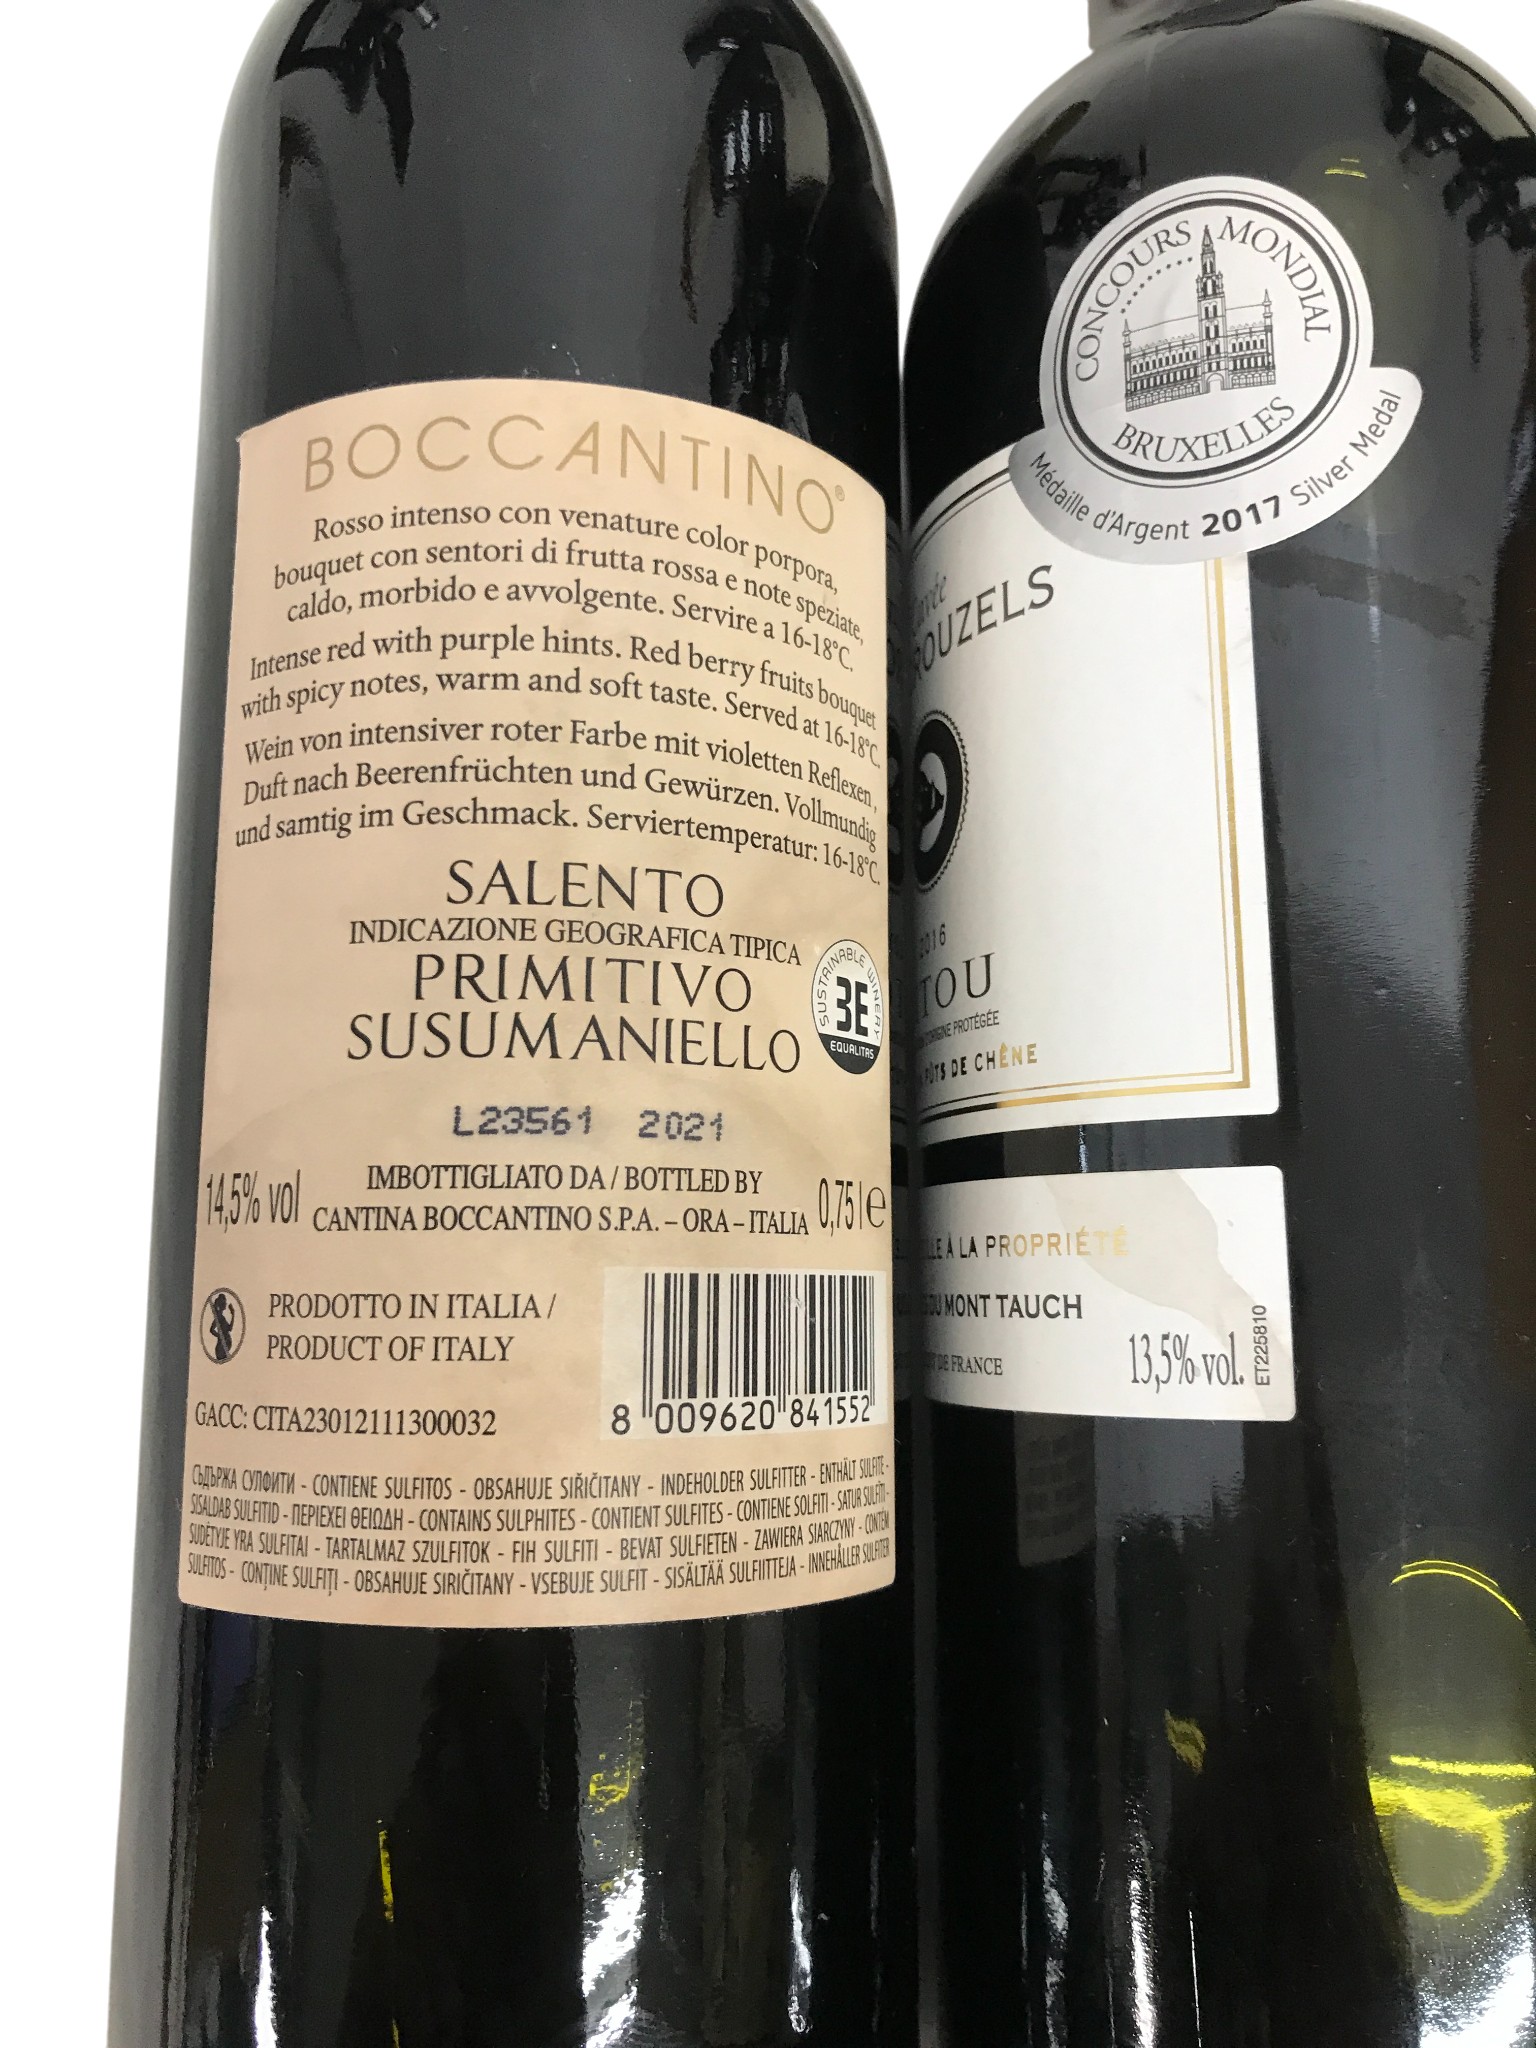 BOCCANTINO®
Rosso intenso con venature color porpora,
bouquet con sentori di frutta rossa e note speziate,
caldo, morbido e avvolgente. Servire a 16-18°C.
Intense red with purple hints. Red berry fruits bouquet
with spicy notes, warm and soft taste. Served at 16-18°C.
Wein von intensiver roter Farbe mit violetten Reflexen,
Duft nach Beerenfrüchten und Gewürzen. Vollmundig
und samtig im Geschmack. Serviertemperatur: 16-18°C.
SALENTO
INDICAZIONE GEOGRAFICA TIPICA
PRIMITIVO
SUSUMANIELLO
SUSTAINABLE WINERY
3E
EQUALITAS
L23561 2021
14,5% vol
IMBOTTIGLIATO DA / BOTTLED BY
CANTINA BOCCANTINO S.P.A. – ORA – ITALIA
0,75 l e
PRODOTTO IN ITALIA /
PRODUCT OF ITALY
GACC: CITA23012111300032
8 009620 841552
СЪДЪРЖА СУЛФИТИ - CONTIENE SULFITOS - OBSAHUJE SIŘIČITANY - INDEHOLDER SULFITTER - ENTHÄLT SULFITE -
SISALDAB SULFITID - ΠΕΡΙΕΧΕΙ ΘΕΙΩΔΗ - CONTAINS SULPHITES - CONTIENT SULFITES - CONTIENE SOLFITI - SATUR SULFĪTI -
SUDĖTYJE YRA SULFITAI - TARTALMAZ SZULFITOK - FIH SULFITI - BEVAT SULFIETEN - ZAWIERA SIARCZYNY - CONTÉM
SULFITOS - CONȚINE SULFIȚI - OBSAHUJE SIRIČITANY - VSEBUJE SULFIT - SISÄLTÄÄ SULFIITTEJA - INNEHÅLLER SULFITER
CONCOURS MONDIAL
BRUXELLES
Médaille d'Argent 2017 Silver Medal
ROUZELS
2016
TOU
D'ORIGINE PROTÉGÉE
FÛTS DE CHÊNE
À LA PROPRIÉTÉ
DU MONT TAUCH
DE FRANCE
13,5% vol.
ET225810